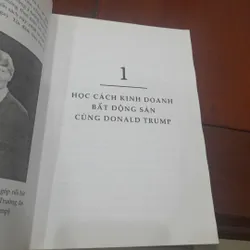 1
HỌC CÁCH KINH DOANH
BẤT ĐỘNG SẢN
CÙNG DONALD TRUMP